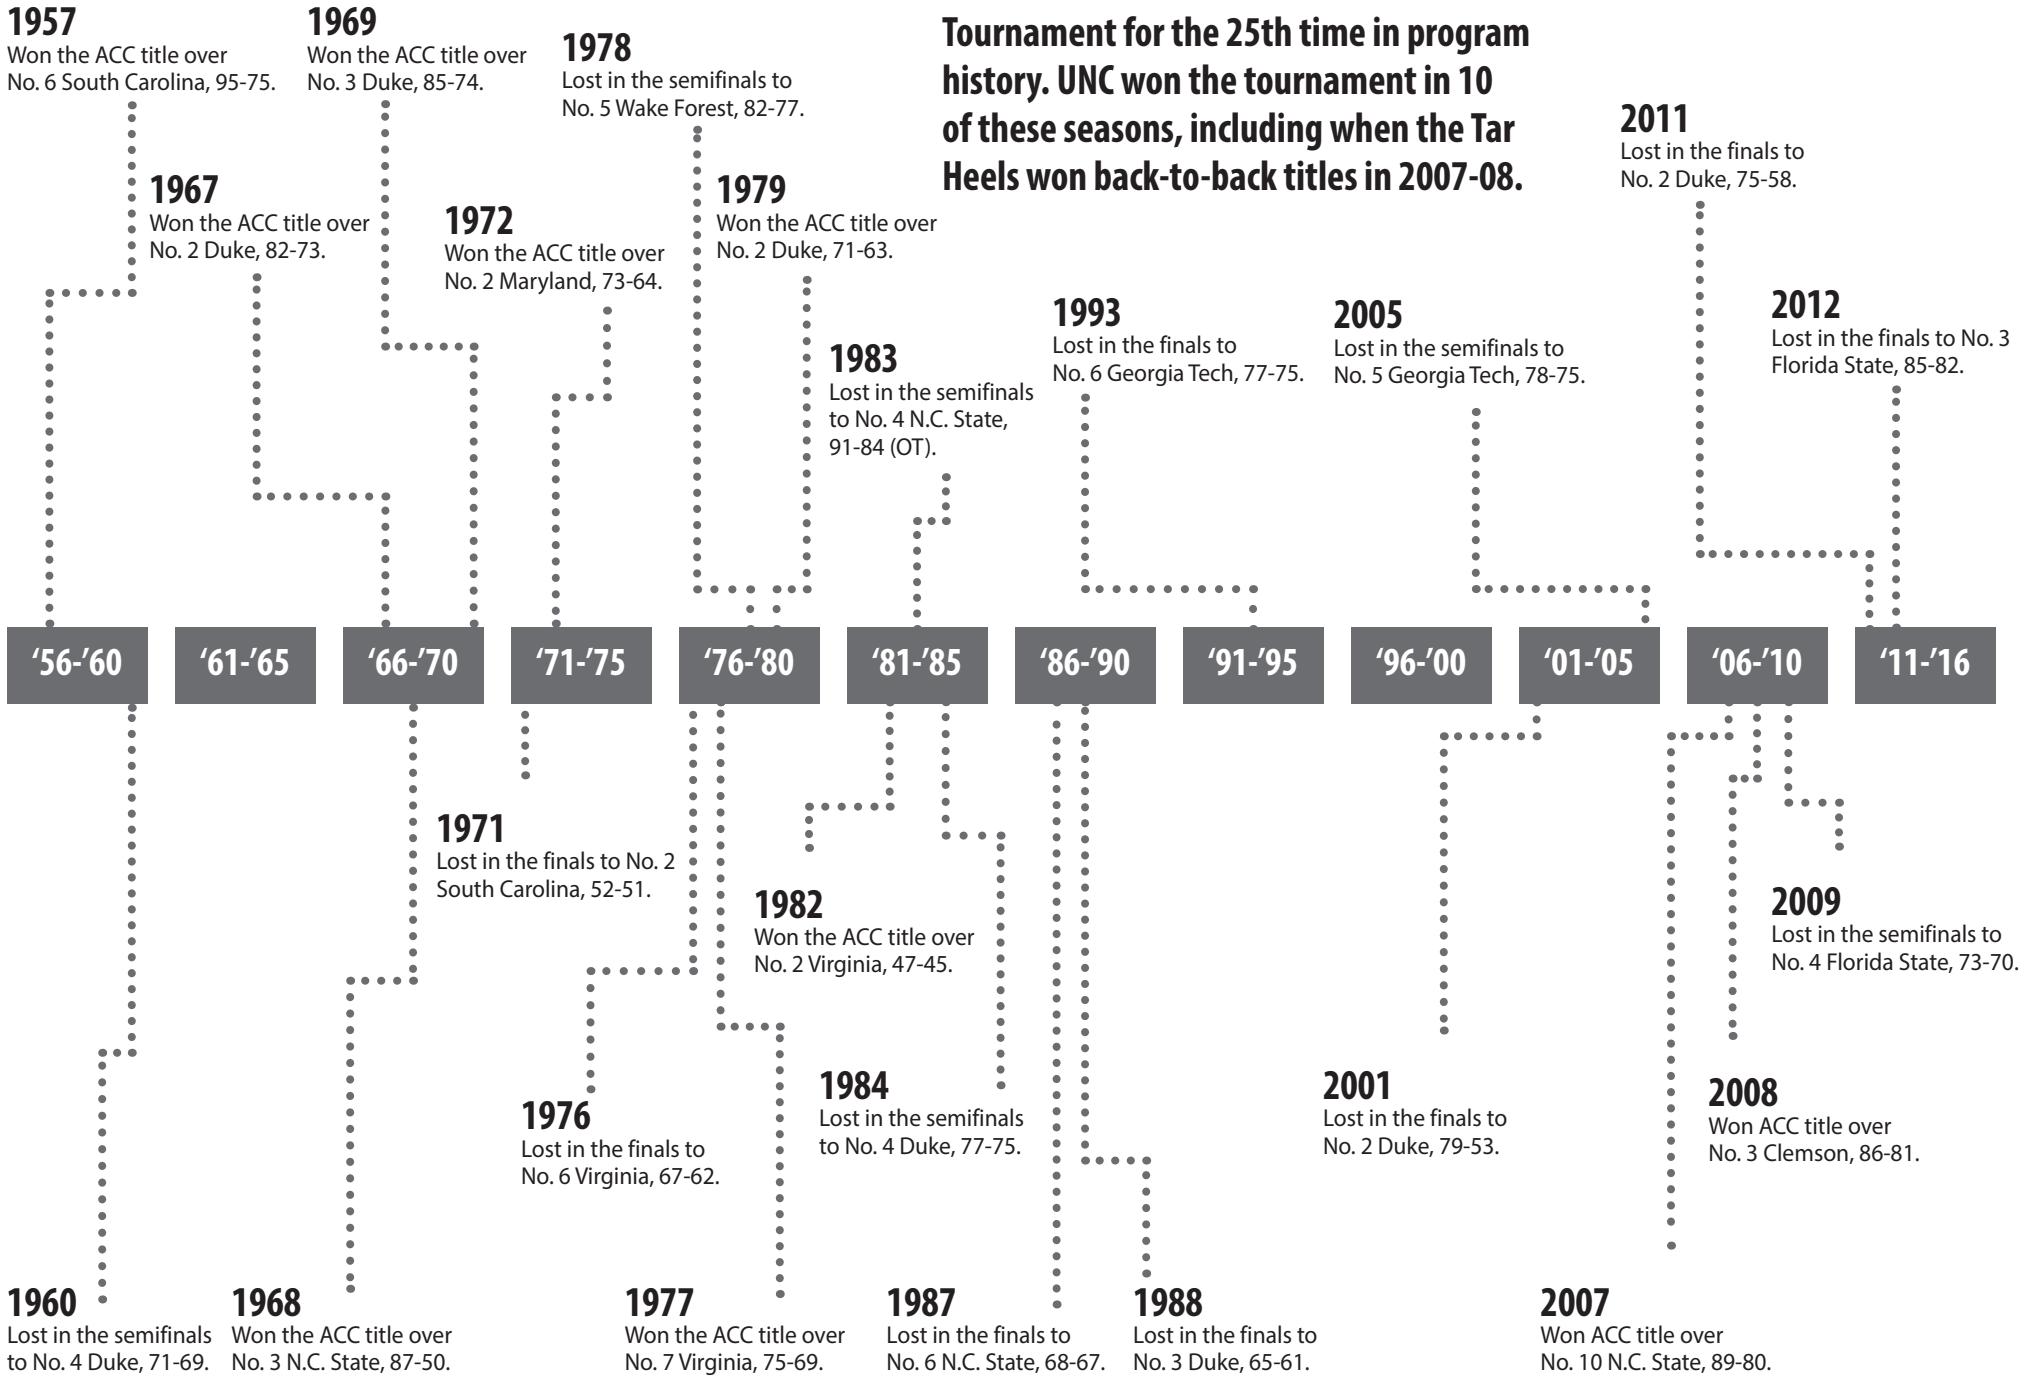 1957
Won the ACC title over
No. 6 South Carolina, 95-75.
1969
Won the ACC title over
No. 3 Duke, 85-74.
1978
Lost in the semifinals to
No. 5 Wake Forest, 82-77.
Tournament for the 25th time in program
history. UNC won the tournament in 10
of these seasons, including when the Tar
Heels won back-to-back titles in 2007-08.
2011
Lost in the finals to
No. 2 Duke, 75-58.
1967
Won the ACC title over
No. 2 Duke, 82-73.
1972
Won the ACC title over
No. 2 Maryland, 73-64.
1979
Won the ACC title over
No. 2 Duke, 71-63.
1983
Lost in the semifinals
to No. 4 N.C. State,
91-84 (OT).
1993
Lost in the finals to
No. 6 Georgia Tech, 77-75.
2005
Lost in the semifinals to
No. 5 Georgia Tech, 78-75.
2012
Lost in the finals to No. 3
Florida State, 85-82.
‘56-’60
‘61-’65
‘66-’70
‘71-’75
‘76-’80
‘81-’85
‘86-’90
‘91-’95
‘96-’00
‘01-’05
‘06-’10
‘11-’16
1971
Lost in the finals to No. 2
South Carolina, 52-51.
1982
Won the ACC title over
No. 2 Virginia, 47-45.
2009
Lost in the semifinals to
No. 4 Florida State, 73-70.
1976
Lost in the finals to
No. 6 Virginia, 67-62.
1984
Lost in the semifinals
to No. 4 Duke, 77-75.
2001
Lost in the finals to
No. 2 Duke, 79-53.
2008
Won ACC title over
No. 3 Clemson, 86-81.
1960
Lost in the semifinals
to No. 4 Duke, 71-69.
1968
Won the ACC title over
No. 3 N.C. State, 87-50.
1977
Won the ACC title over
No. 7 Virginia, 75-69.
1987
Lost in the finals to
No. 6 N.C. State, 68-67.
1988
Lost in the finals to
No. 3 Duke, 65-61.
2007
Won ACC title over
No. 10 N.C. State, 89-80.